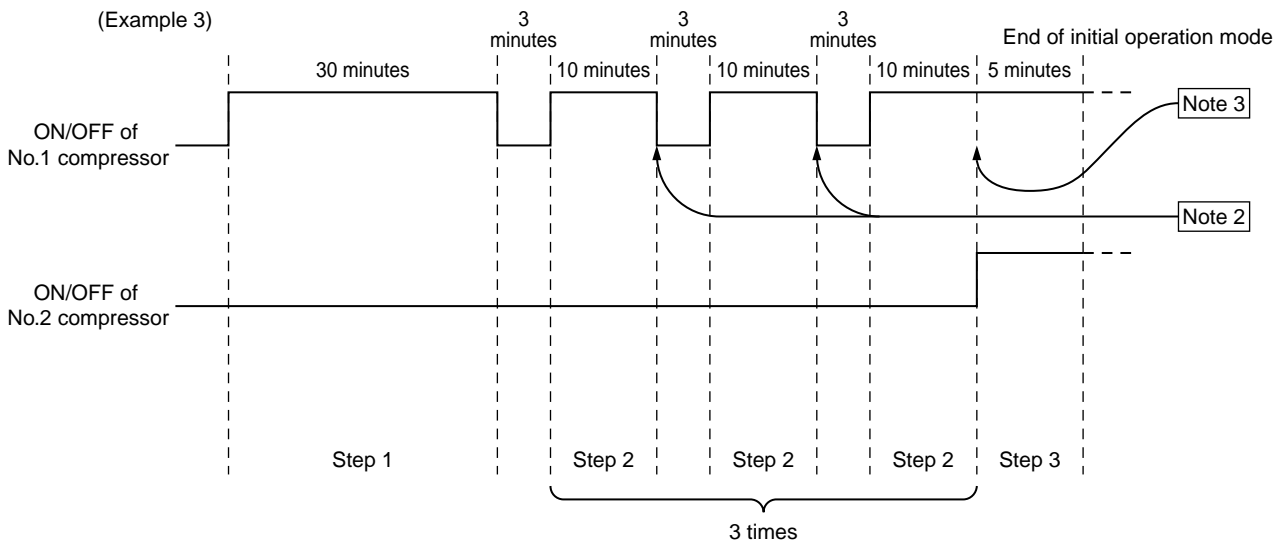 (Example 3)
3
minutes
3
minutes
3
minutes
End of initial operation mode
30 minutes
10 minutes
10 minutes
10 minutes
5 minutes
Note 3
ON/OFF of
No.1 compressor
Note 2
ON/OFF of
No.2 compressor
Step 1
Step 2
Step 2
Step 2
Step 3
3 times